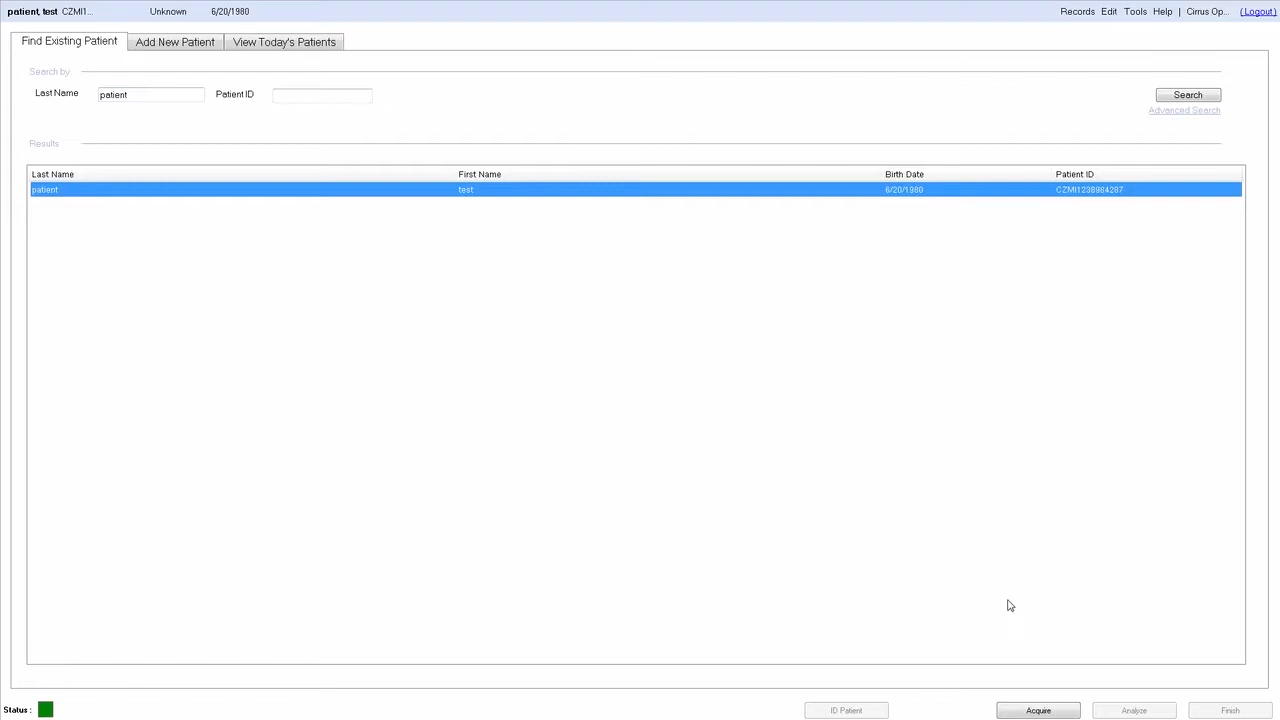 patient, test CZMI1... Unknown 6/20/1980 Records Edit Tools Help | Cirrus Op... (Logout)
Find Existing Patient Add New Patient View Today's Patients
Search by
Last Name patient Patient ID Search
Advanced Search
Results
Last Name First Name Birth Date Patient ID
patient test 6/20/1980 CZMI1238984287
Status : ID Patient Acquire Analyze Finish